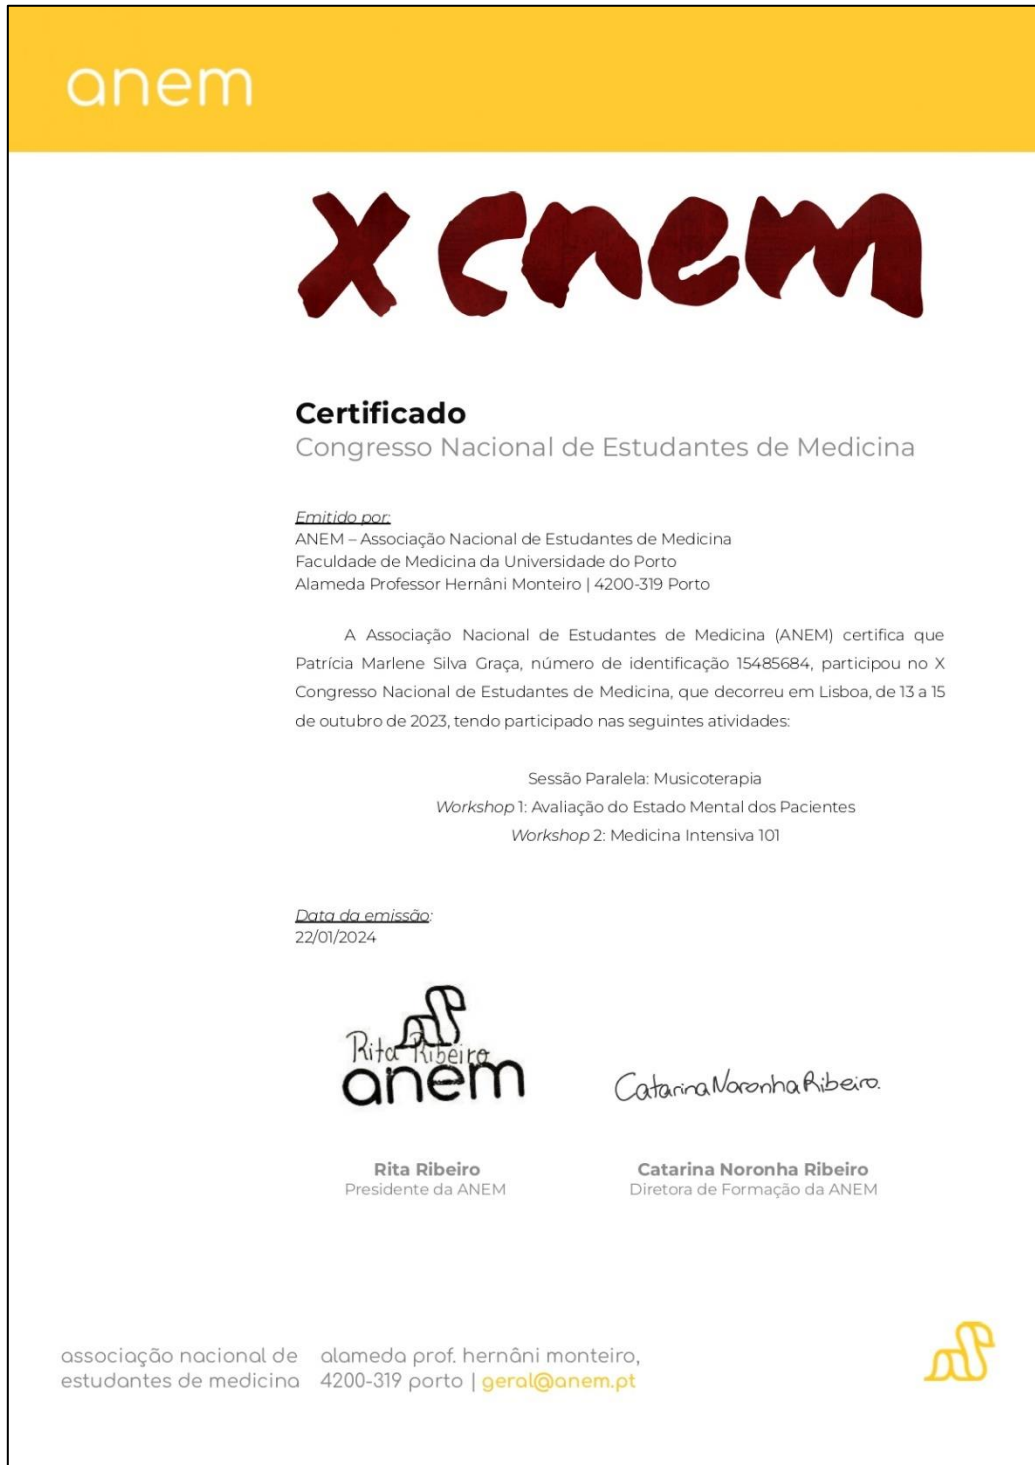 anem
x cnem
Certificado
Congresso Nacional de Estudantes de Medicina
Emitido por:
ANEM – Associação Nacional de Estudantes de Medicina
Faculdade de Medicina da Universidade do Porto
Alameda Professor Hernâni Monteiro | 4200-319 Porto
A Associação Nacional de Estudantes de Medicina (ANEM) certifica que
Patrícia Marlene Silva Graça, número de identificação 15485684, participou no X
Congresso Nacional de Estudantes de Medicina, que decorreu em Lisboa, de 13 a 15
de outubro de 2023, tendo participado nas seguintes atividades:
Sessão Paralela: Musicoterapia
Workshop 1: Avaliação do Estado Mental dos Pacientes
Workshop 2: Medicina Intensiva 101
Data da emissão:
22/01/2024
Rita Ribeiro
anem
Catarina Noronha Ribeiro.
Rita Ribeiro
Presidente da ANEM
Catarina Noronha Ribeiro
Diretora de Formação da ANEM
associação nacional de
estudantes de medicina
alameda prof. hernâni monteiro,
4200-319 porto | geral@anem.pt